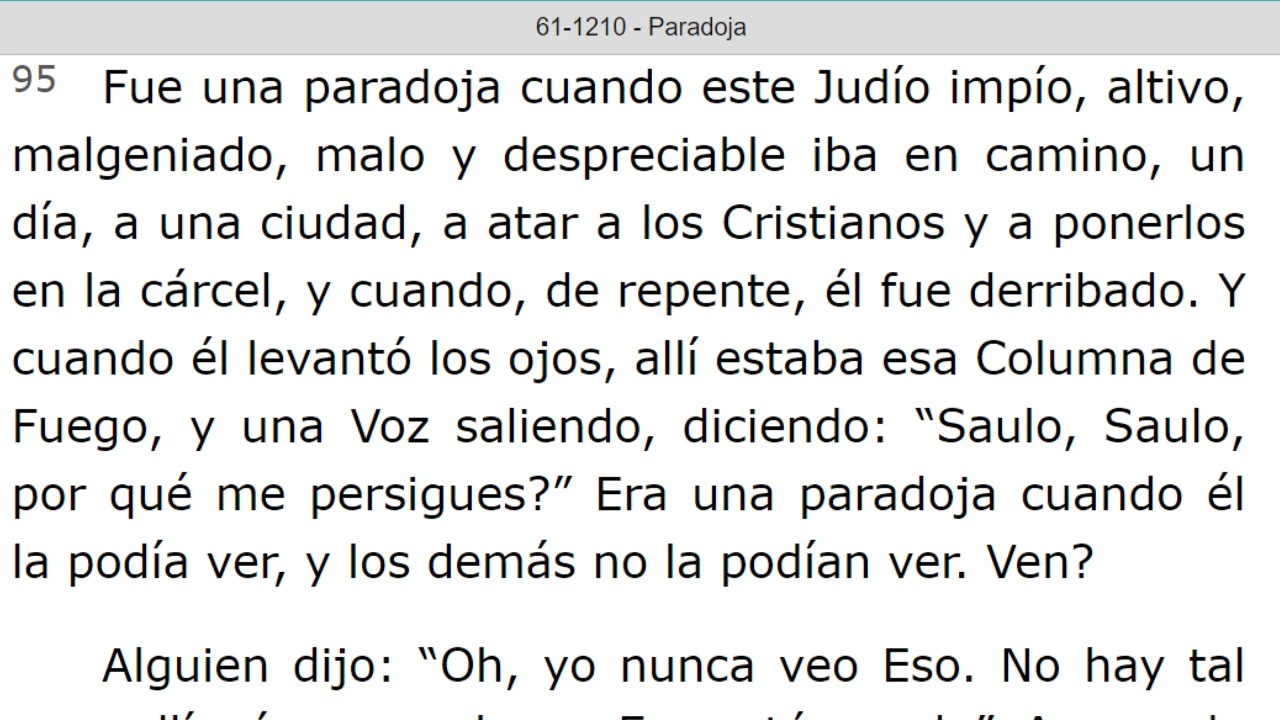 61-1210 - Paradoja
95 Fue una paradoja cuando este Judío impío, altivo,
malgeniado, malo y despreciable iba en camino, un
día, a una ciudad, a atar a los Cristianos y a ponerlos
en la cárcel, y cuando, de repente, él fue derribado. Y
cuando él levantó los ojos, allí estaba esa Columna de
Fuego, y una Voz saliendo, diciendo: “Saulo, Saulo,
por qué me persigues?” Era una paradoja cuando él
la podía ver, y los demás no la podían ver. Ven?
Alguien dijo: “Oh, yo nunca veo Eso. No hay tal